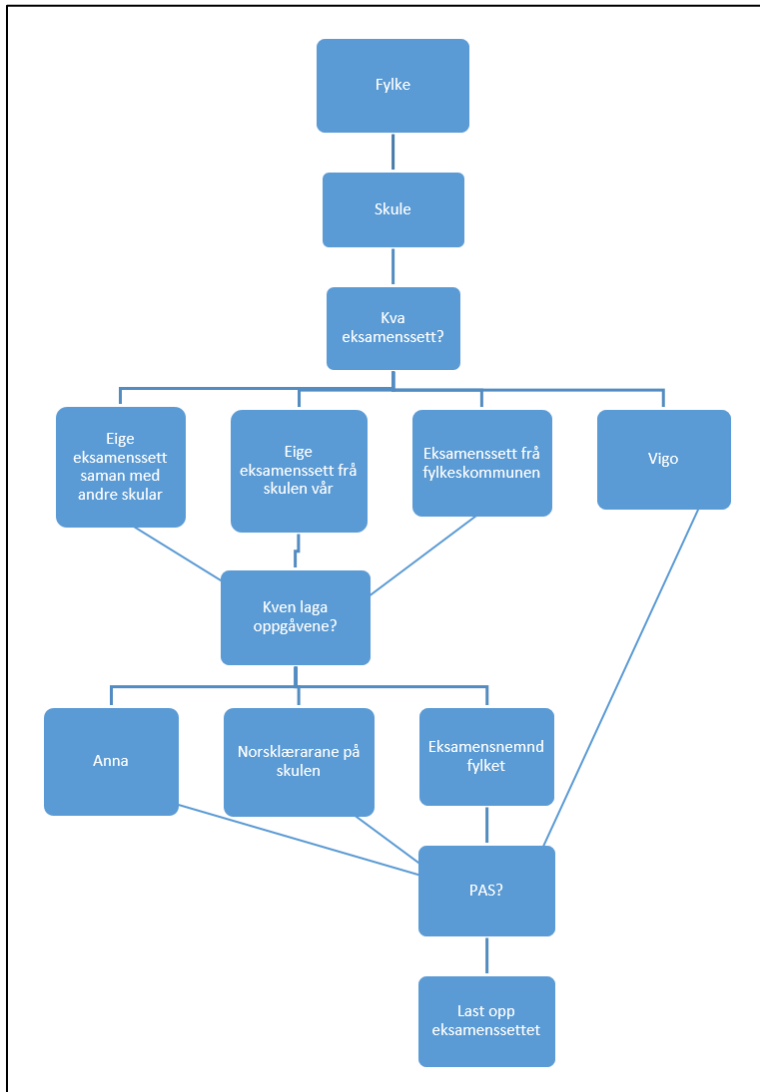 Fylke
Skule
Kva
eksamenssett?
Eige
eksamenssett
saman med
andre skular
Eige
eksamenssett frå
skulen vår
Eksamenssett frå
fylkeskommunen
Vigo
Kven laga
oppgåvene?
Anna
Norsklærarane på
skulen
Eksamensnemnd
fylket
PAS?
Last opp
eksamenssettet